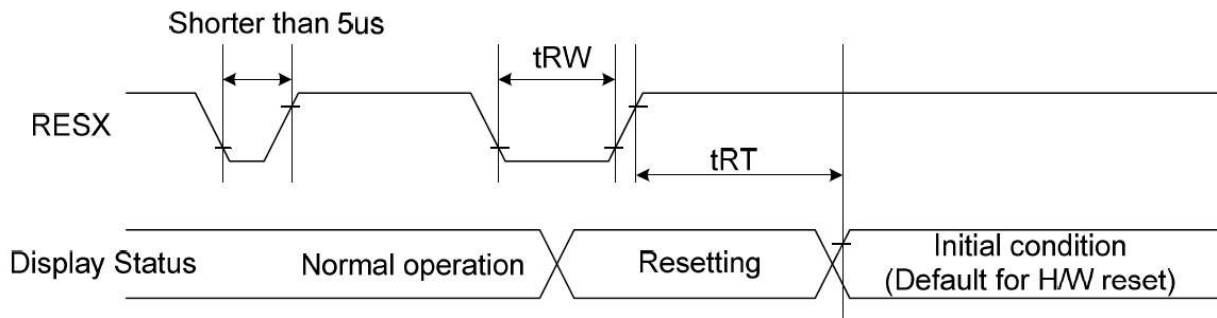 Shorter than 5us
tRW
RESX
tRT
Display Status
Normal operation
Resetting
Initial condition
(Default for H/W reset)